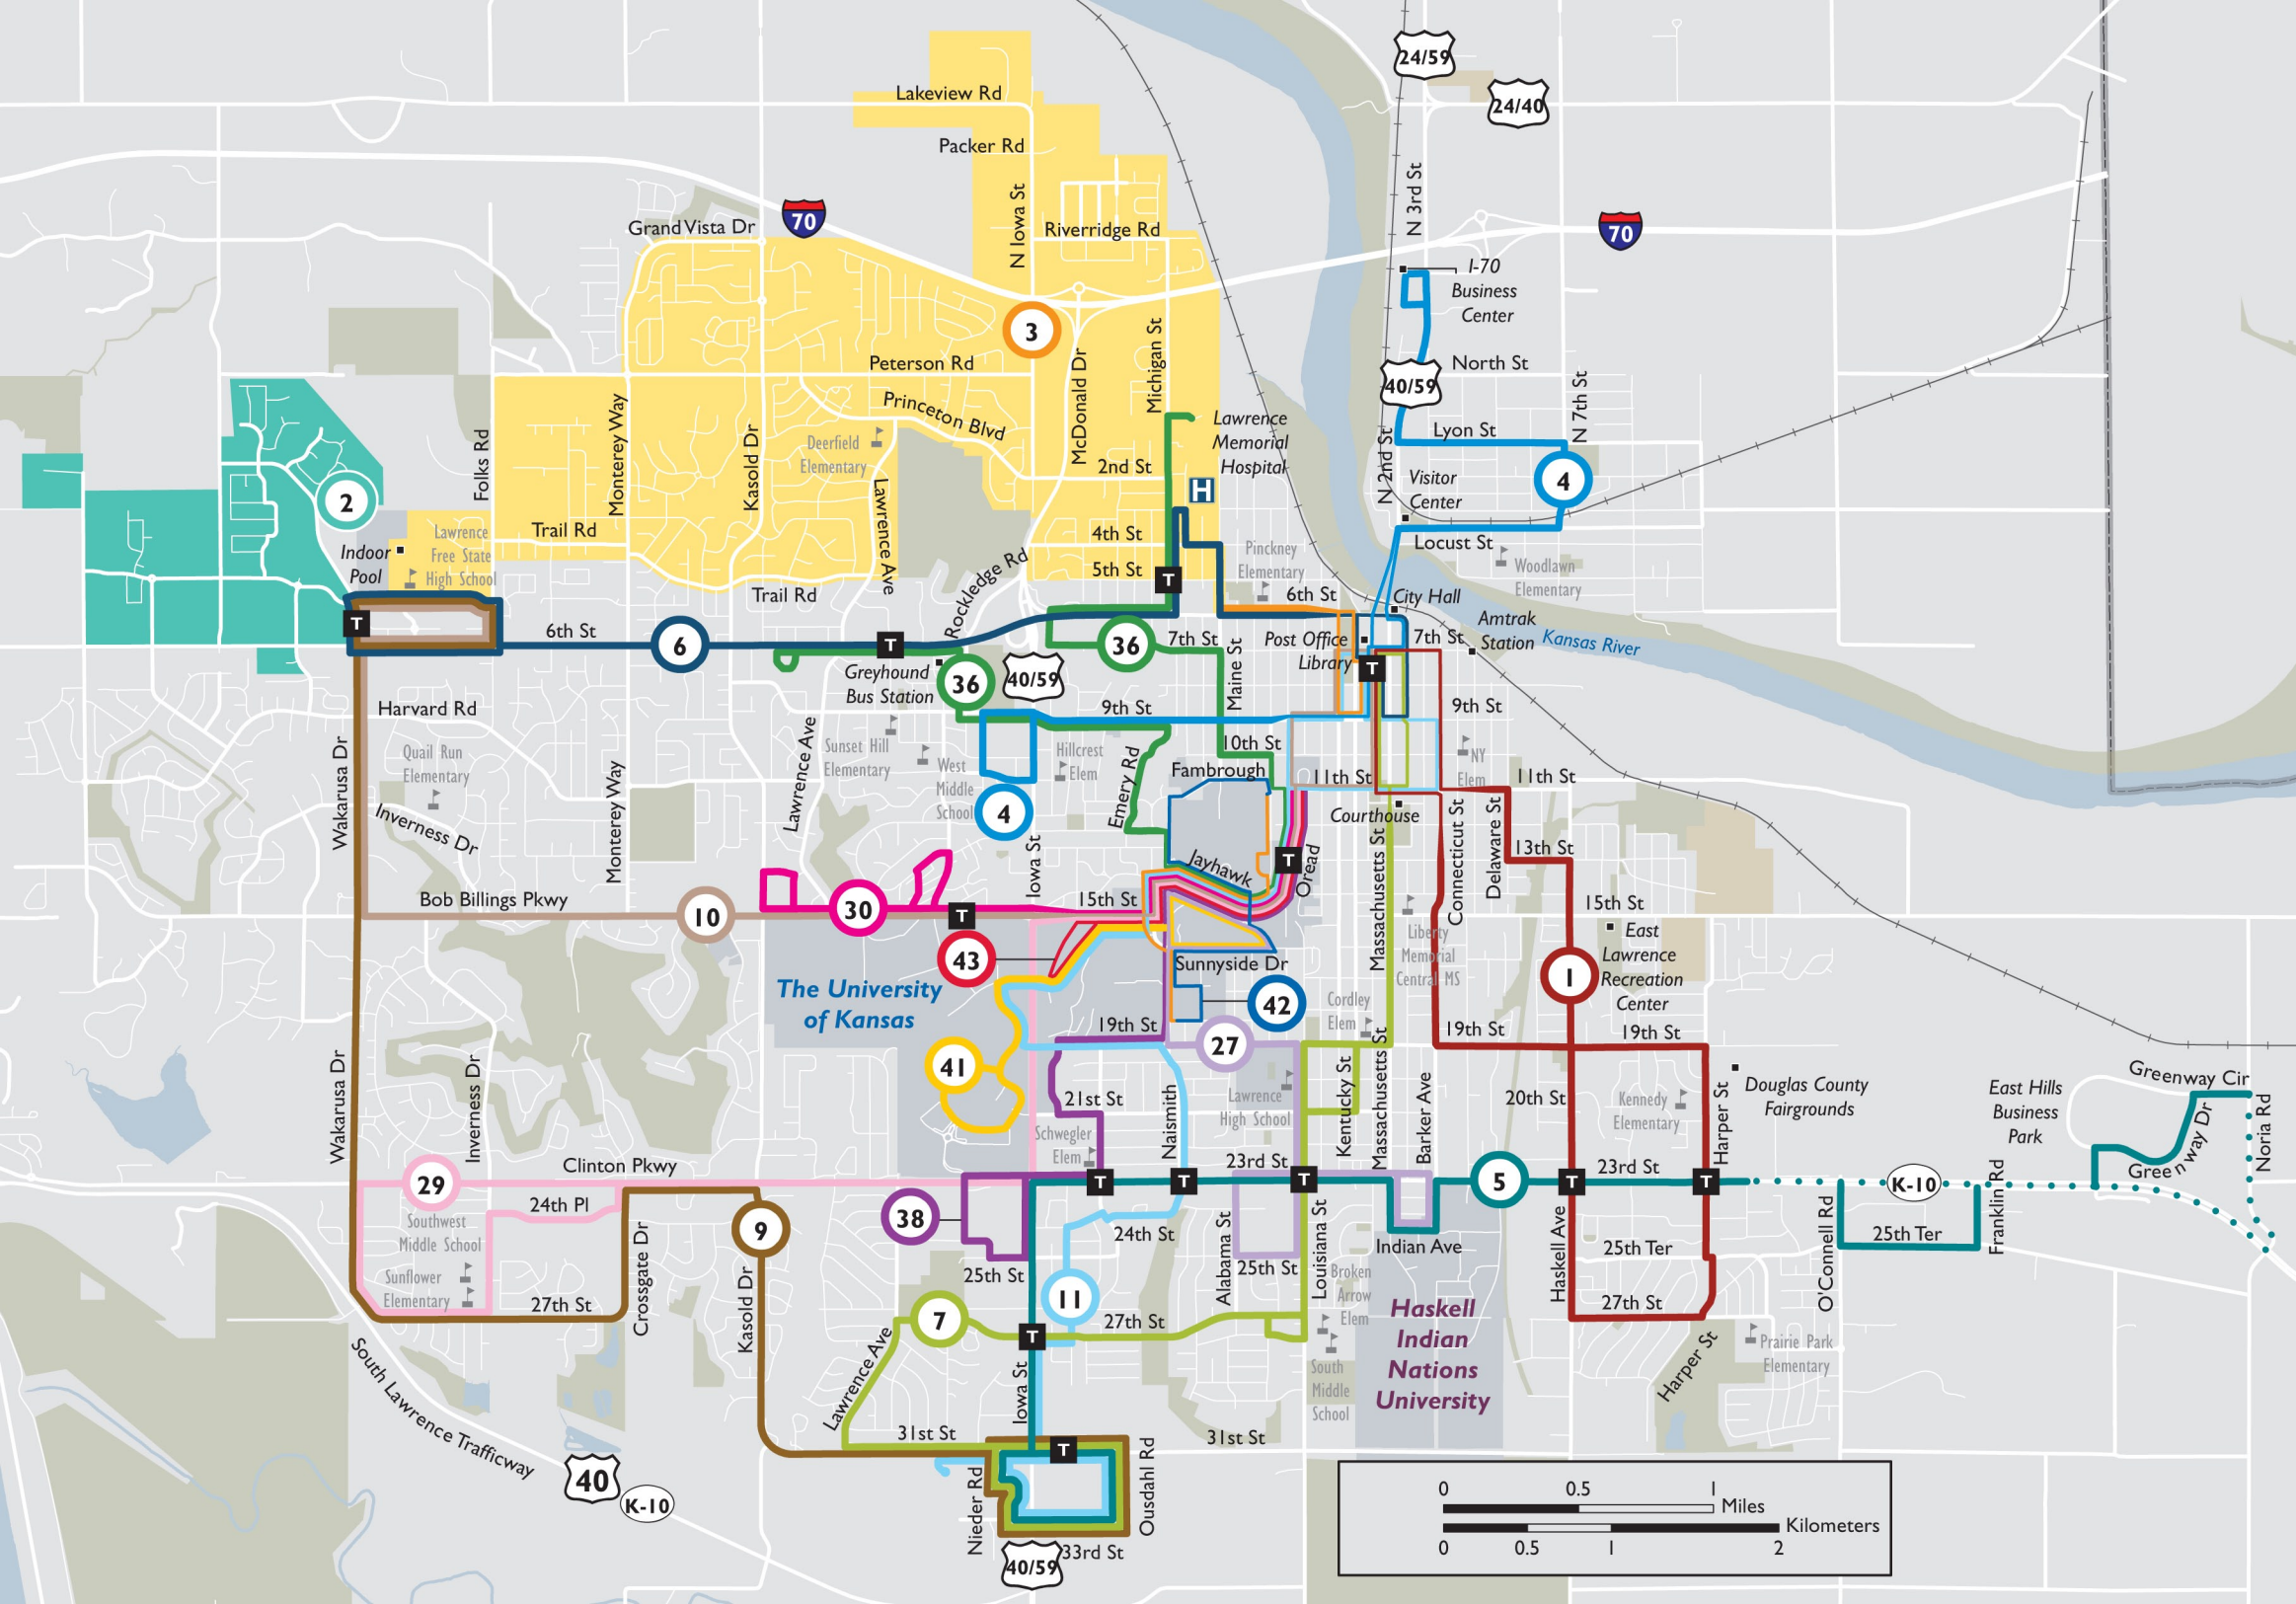 24/59
24/40
Lakeview Rd
Packer Rd
N Iowa St
N 3rd St
70
Grand Vista Dr
Riverridge Rd
70
I-70
Business
Center
3
Michigan St
McDonald Dr
Peterson Rd
40/59
North St
N 7th St
Princeton Blvd
Monterey Way
Kasold Dr
Folks Rd
Deerfield
Elementary
Lawrence
Memorial
Hospital
H
Lyon St
N 2nd St
2nd St
Visitor
Center
4
2
Lawrence Ave
Trail Rd
Lawrence
Free State
High School
Indoor
Pool
4th St
5th St
T
Rockledge Rd
Trail Rd
Pinckney
Elementary
Locust St
Woodlawn
Elementary
6th St
City Hall
T
6th St
6
T
36
7th St
Post Office
Library
T
7th St
Amtrak
Station
Kansas River
Greyhound
Bus Station
36
40/59
Maine St
Harvard Rd
9th St
9th St
Wakarusa Dr
Quail Run
Elementary
Lawrence Ave
Sunset Hill
Elementary
West
Middle
School
Hillcrest
Elem
10th St
NY
Elem
Emery Rd
Fambrough
11th St
11th St
Monterey Way
Inverness Dr
4
Courthouse
Iowa St
Jayhawk
T
Oread
Massachusetts St
Connecticut St
Delaware St
13th St
Bob Billings Pkwy
10
30
T
15th St
15th St
43
Liberty
Memorial
Central MS
East
Lawrence
Recreation
Center
1
The University
of Kansas
Sunnyside Dr
42
Cordley
Elem
19th St
27
19th St
19th St
41
Wakarusa Dr
Inverness Dr
21st St
Naismith
Lawrence
High School
Kentucky St
Massachusetts St
Barker Ave
20th St
Kennedy
Elementary
Harper St
Douglas County
Fairgrounds
East Hills
Business
Park
Greenway Cir
Greenway Dr
Noria Rd
Schwegler
Elem
Clinton Pkwy
29
T
T
23rd St
T
5
T
23rd St
T
K-10
24th Pl
Southwest
Middle School
38
9
24th St
Alabama St
Louisiana St
Indian Ave
Haskell Ave
25th Ter
O'Connell Rd
25th Ter
Franklin Rd
Crossgate Dr
Kasold Dr
25th St
25th St
Sunflower
Elementary
27th St
11
Broken
Arrow
Elem
27th St
7
T
27th St
Haskell
Indian
Nations
University
South
Middle
School
Harper St
Prairie Park
Elementary
South Lawrence Trafficway
Lawrence Ave
Iowa St
31st St
T
31st St
40
K-10
Nieder Rd
Ousdahl Rd
33rd St
40/59
0 0.5 1
Miles
Kilometers
0 0.5 1 2